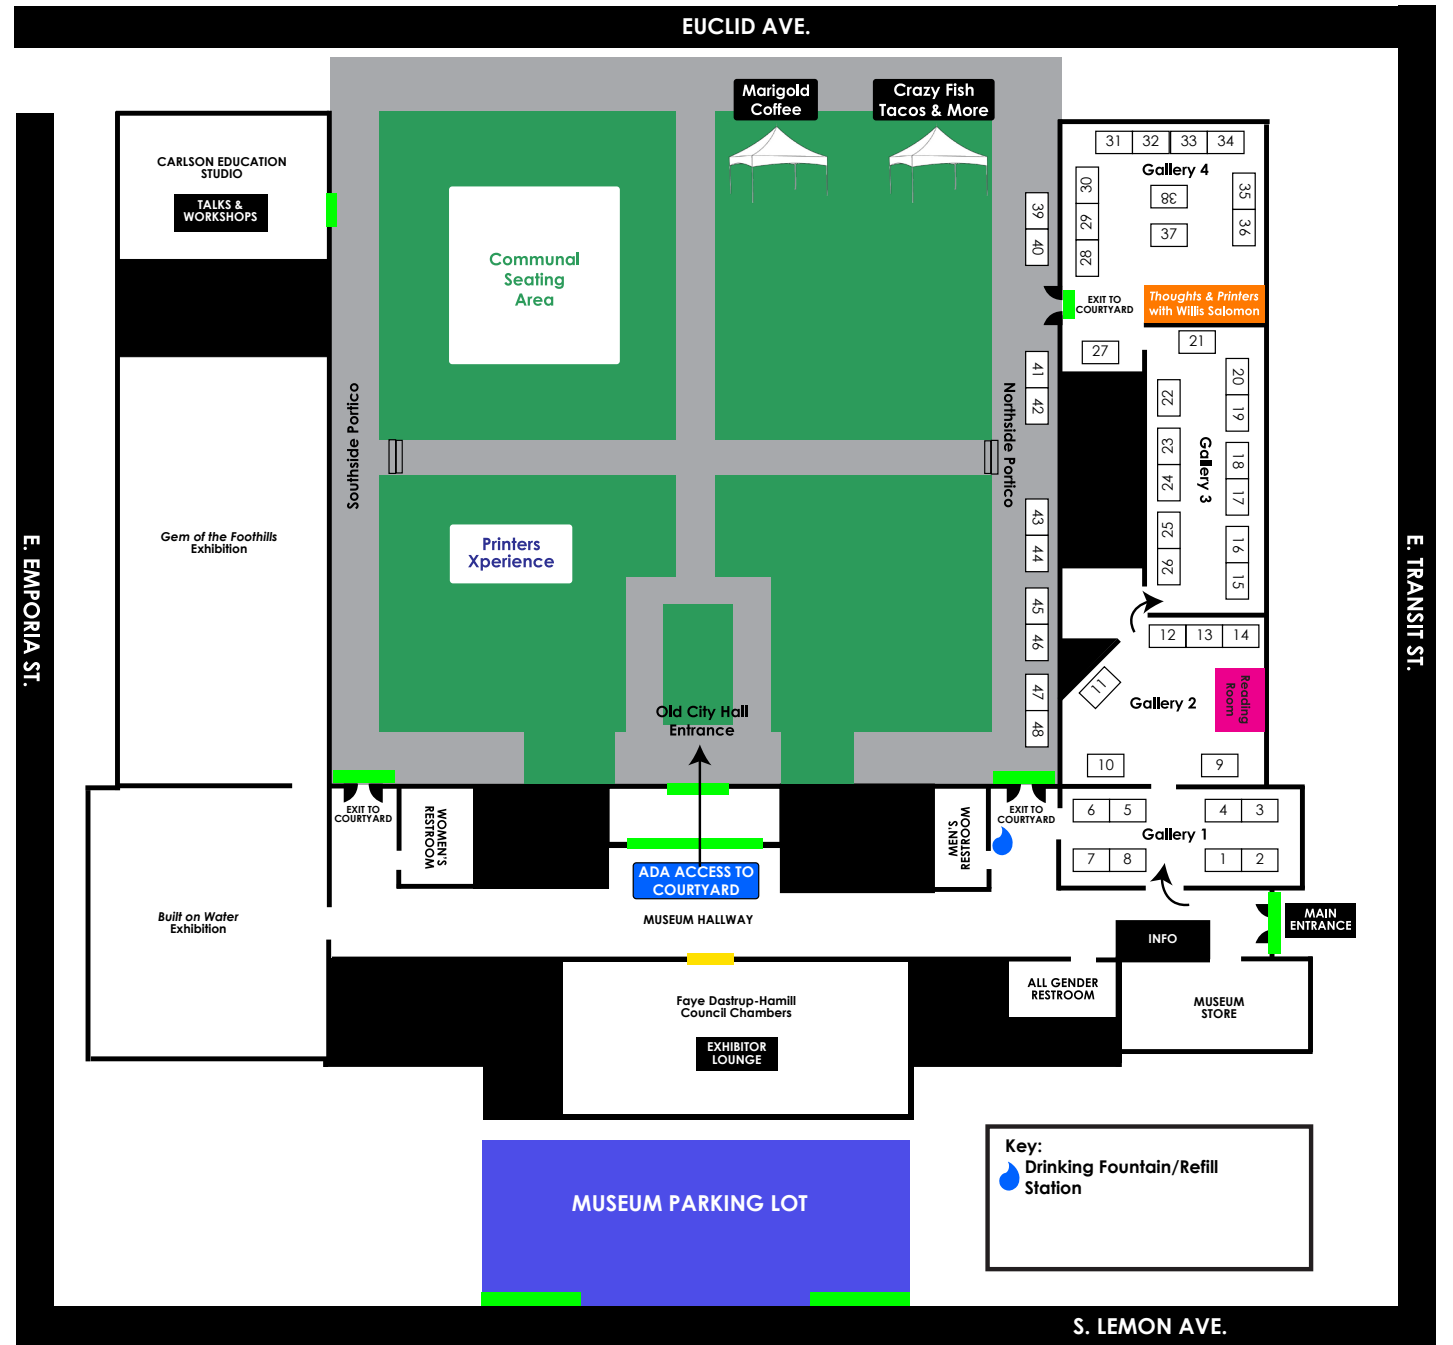 EUCLID AVE.
Marigold
Coffee
Crazy Fish
Tacos & More
CARLSON EDUCATION
STUDIO
TALKS &
WORKSHOPS
Communal
Seating
Area
31 32 33 34
Gallery 4
30
29
28
38
37
35
36
39
40
EXIT TO
COURTYARD
Thoughts & Printers
with Willis Salomon
27
21
41
42
Southside Portico
Northside Portico
22
23
24
25
26
Gallery 3
20
19
18
17
16
15
43
44
45
46
47
48
Gem of the Foothills
Exhibition
Printers
Xperience
E. EMPORIA ST.
E. TRANSIT ST.
12 13 14
11
Gallery 2
Reading
Room
10
9
Old City Hall
Entrance
EXIT TO
COURTYARD
WOMEN'S
RESTROOM
MEN'S
RESTROOM
EXIT TO
COURTYARD
6 5
4 3
Gallery 1
7 8
1 2
ADA ACCESS TO
COURTYARD
MUSEUM HALLWAY
Built on Water
Exhibition
INFO
MAIN
ENTRANCE
Faye Dastrup-Hamill
Council Chambers
EXHIBITOR
LOUNGE
ALL GENDER
RESTROOM
MUSEUM
STORE
MUSEUM PARKING LOT
Key:
Drinking Fountain/Refill
Station
S. LEMON AVE.